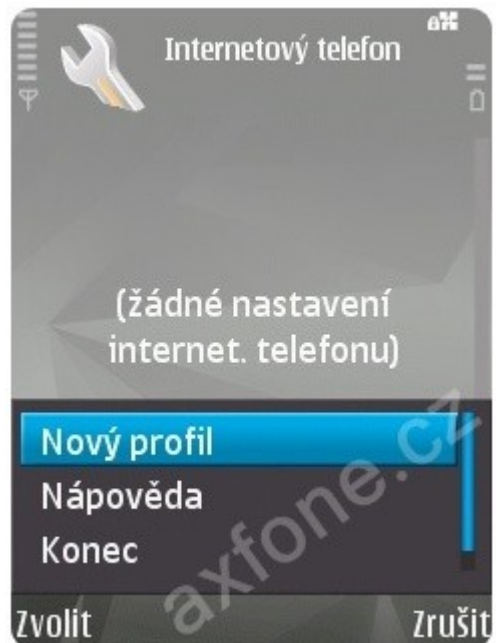 Internetový telefon
(žádné nastavení
internet. telefonu)
Nový profil
Nápověda
Konec
axfone.cz
Zvolit Zrušit